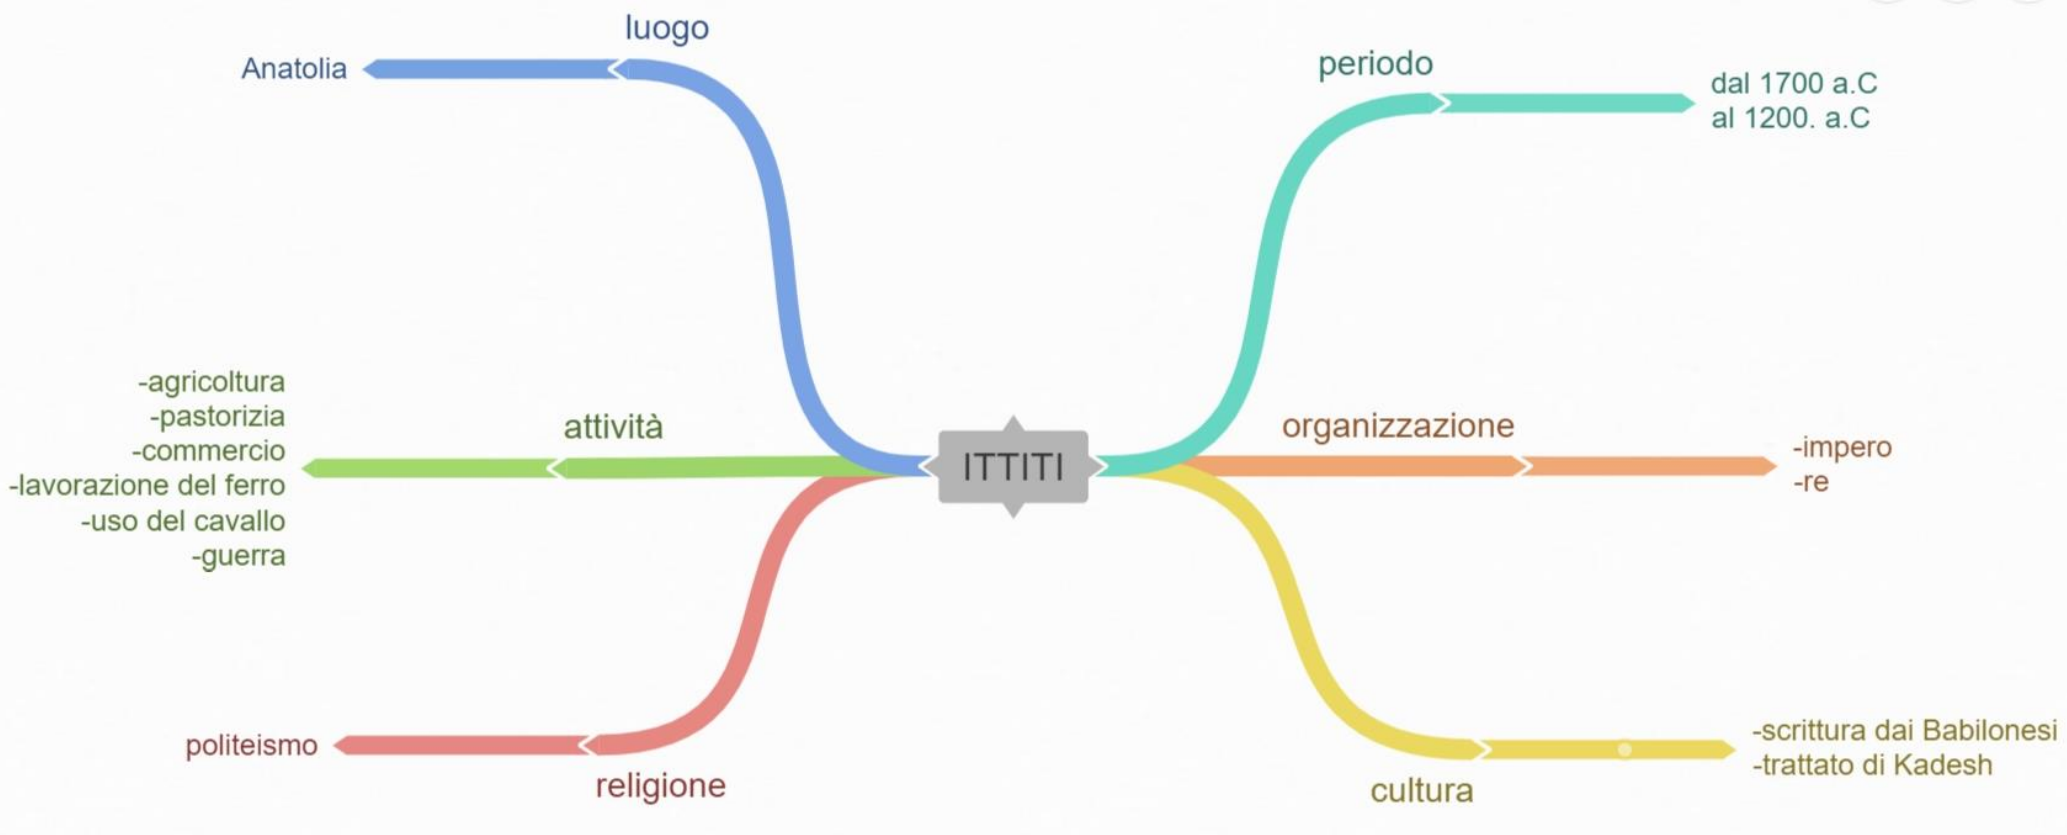 luogo
Anatolia
periodo
dal 1700 a.C
al 1200. a.C
-agricoltura
-pastorizia
-commercio
-lavorazione del ferro
-uso del cavallo
-guerra
attività
ITTITI
organizzazione
-impero
-re
politeismo
religione
cultura
-scrittura dai Babilonesi
-trattato di Kadesh